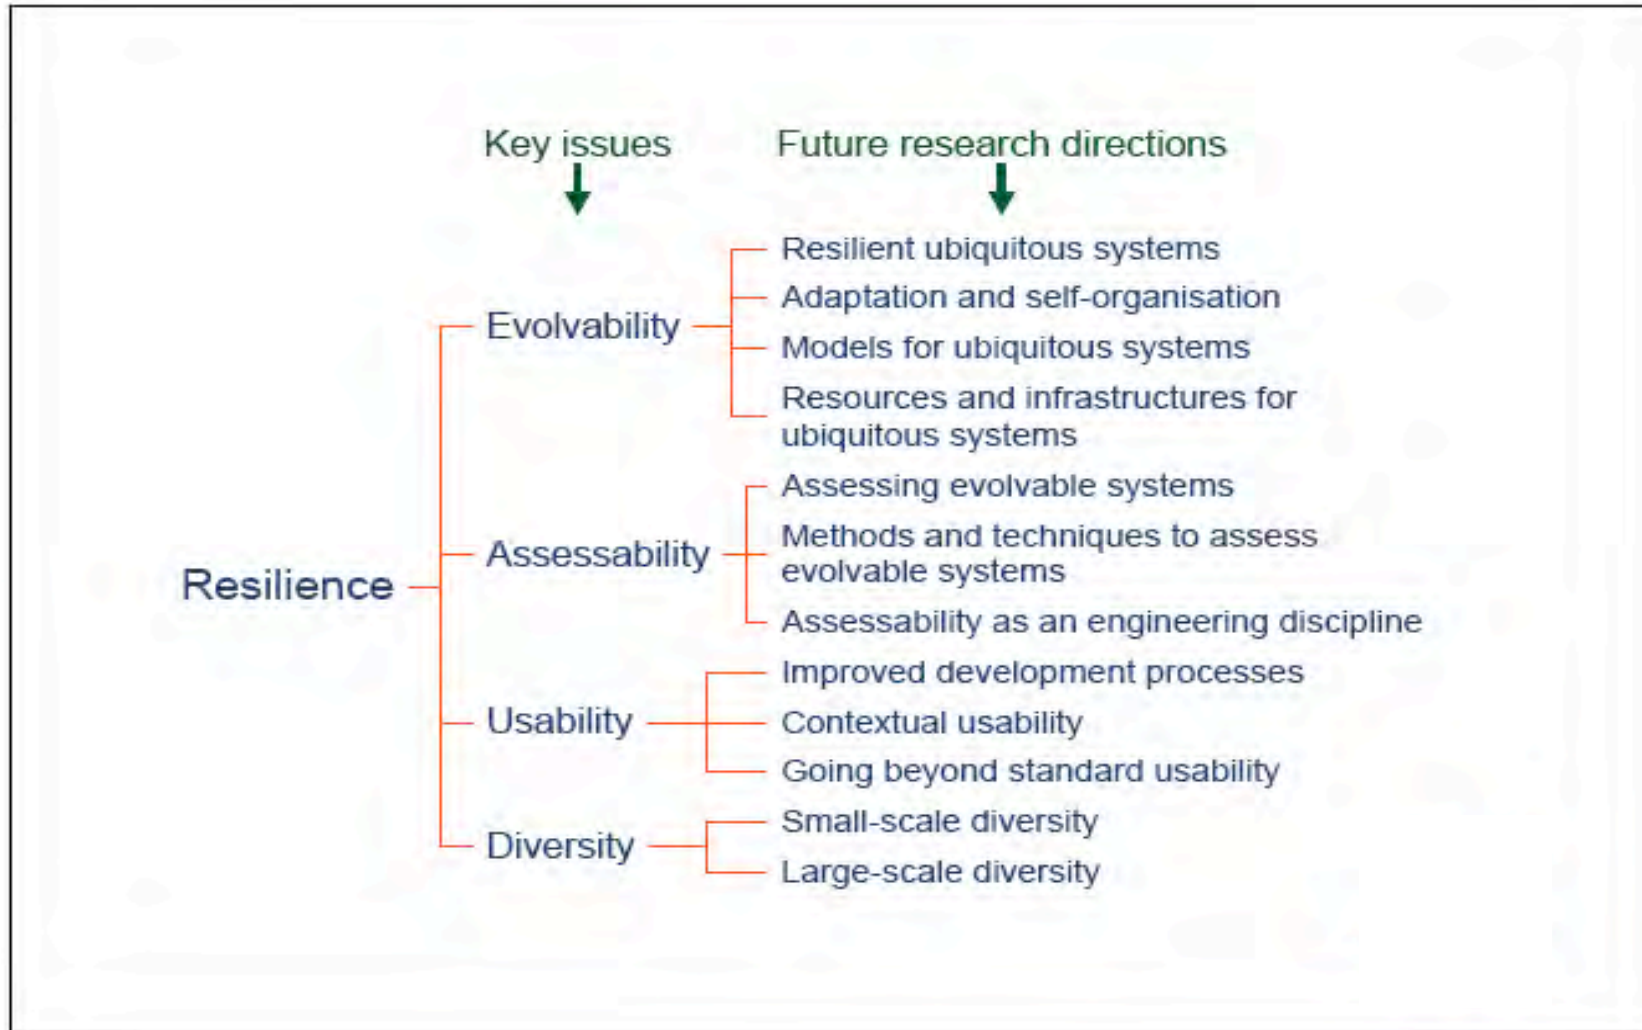 Key issues
Future research directions
Resilience
Evolvability
Resilient ubiquitous systems
Adaptation and self-organisation
Models for ubiquitous systems
Resources and infrastructures for
ubiquitous systems
Assessability
Assessing evolvable systems
Methods and techniques to assess
evolvable systems
Assessability as an engineering discipline
Usability
Improved development processes
Contextual usability
Going beyond standard usability
Diversity
Small-scale diversity
Large-scale diversity